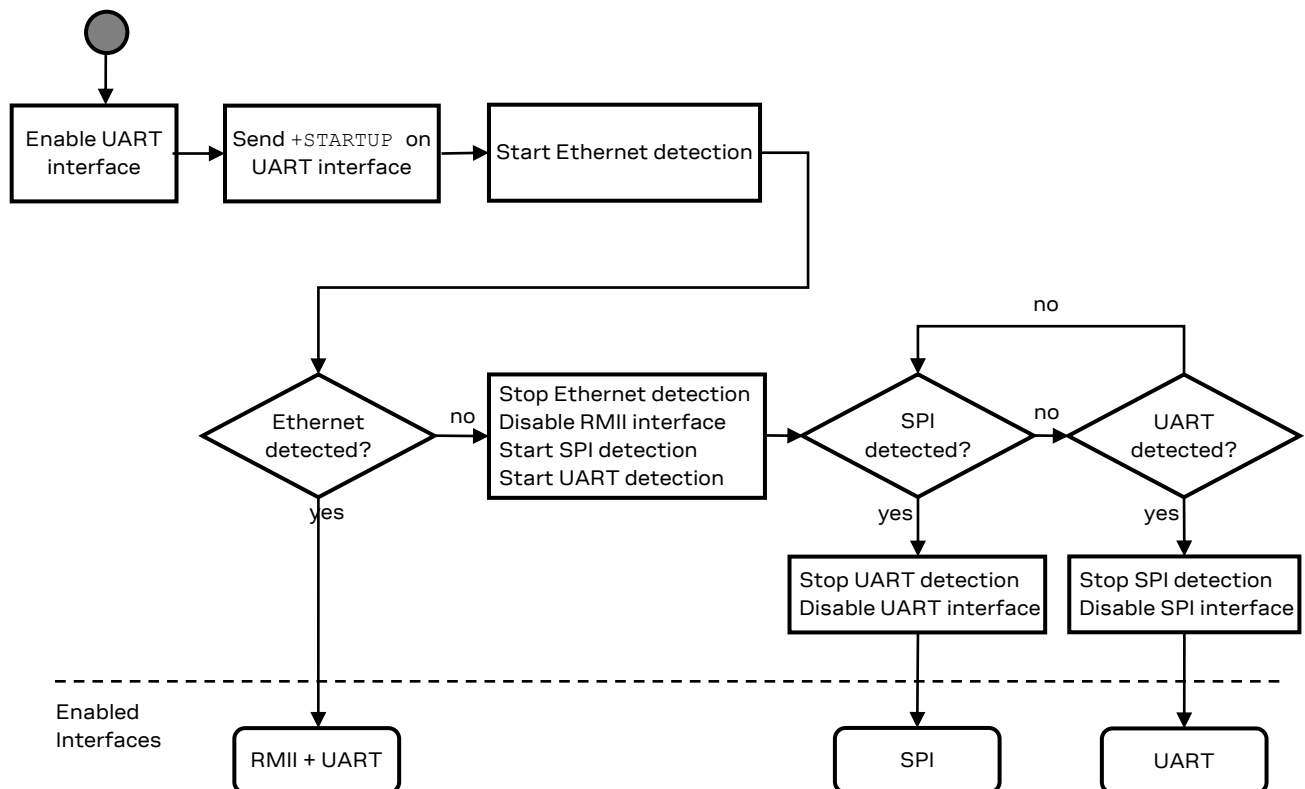 Enable UART
interface
Send +STARTUP on
UART interface
Start Ethernet detection
no
Ethernet
detected?
no
Stop Ethernet detection
Disable RMII interface
Start SPI detection
Start UART detection
SPI
detected?
no
UART
detected?
yes
yes
yes
Stop UART detection
Disable UART interface
Stop SPI detection
Disable SPI interface
Enabled
Interfaces
RMII + UART
SPI
UART